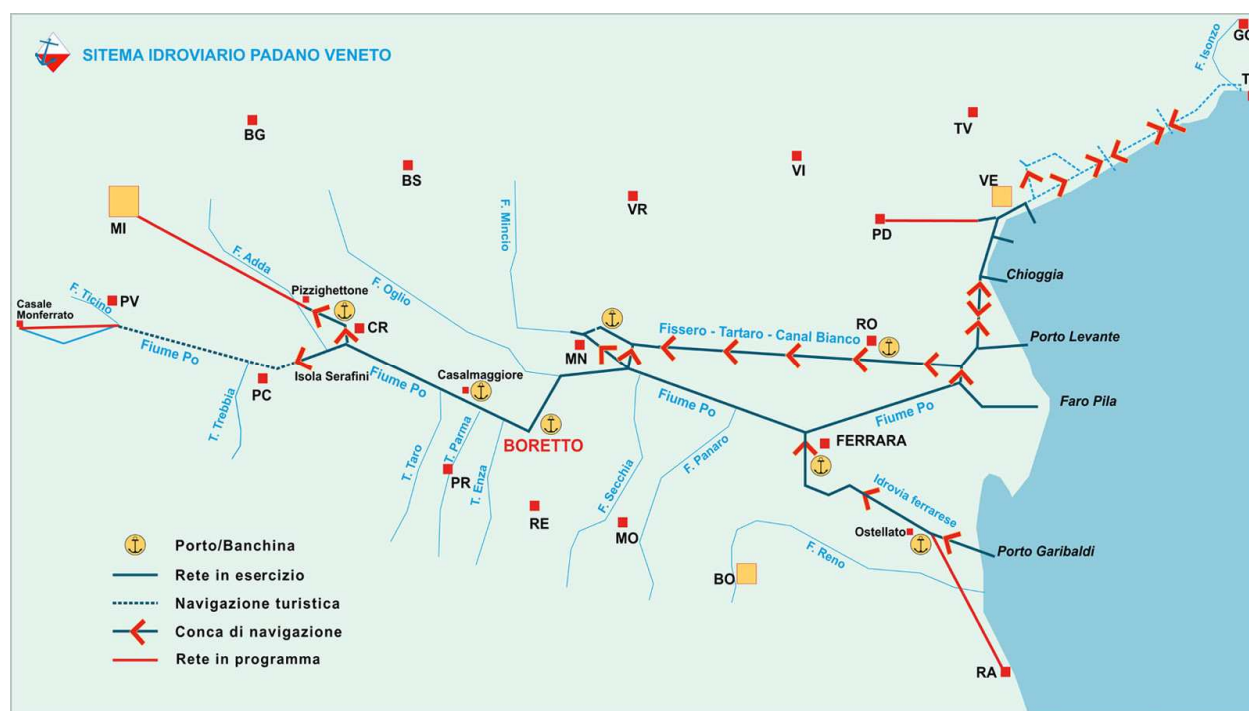 SITEMA IDROVIARIO PADANO VENETO
F. Isonzo
GO
T
BG
TV
BS
VI
VE
VR
PD
MI
F. Mincio
F. Adda
F. Oglio
Chioggia
Pizzighettone
Casale
Monferrato
F. Ticino
PV
CR
Fissero - Tartaro - Canal Bianco
RO
Porto Levante
MN
Fiume Po
Isola Serafini
PC
Fiume Po
Casalmaggiore
Fiume Po
Fiume Po
Faro Pila
T. Trebbia
BORETTO
FERRARA
T. Taro
T. Parma
PR
T. Enza
F. Secchia
F. Panaro
Idrovia ferrarese
RE
MO
Ostellato
Porto Garibaldi
BO
F. Reno
RA
Porto/Banchina
Rete in esercizio
Navigazione turistica
Conca di navigazione
Rete in programma